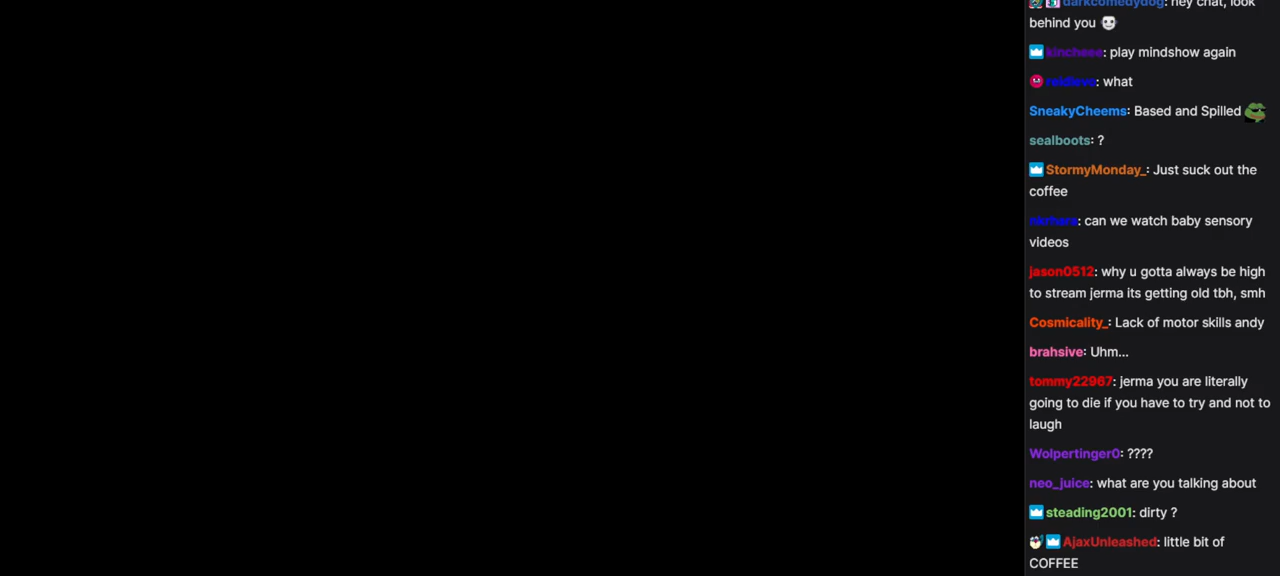 darkcomedydog: hey chat, look
behind you
kincheee: play mindshow again
: what
SneakyCheems: Based and Spilled
sealboots: ?
StormyMonday_: Just suck out the
coffee
: can we watch baby sensory
videos
jason0512: why u gotta always be high
to stream jerma its getting old tbh, smh
Cosmicality_: Lack of motor skills andy
brahsive: Uhm...
tommy22967: jerma you are literally
going to die if you have to try and not to
laugh
Wolpertinger0: ????
neo_juice: what are you talking about
steading2001: dirty ?
AjaxUnleashed: little bit of
COFFEE